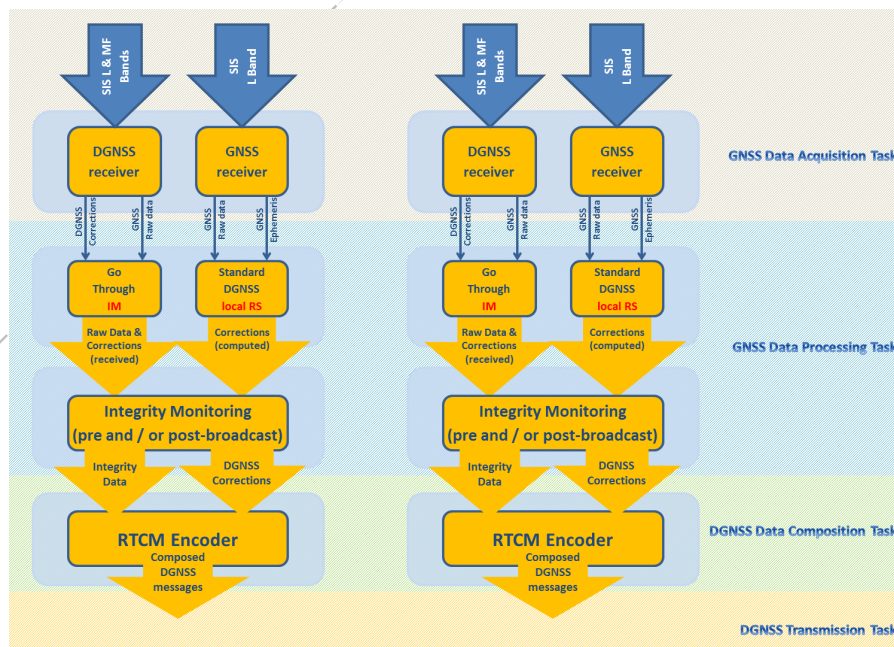 SIS L & MF
Bands
SIS
L Band
SIS L & MF
Bands
SIS
L Band
DGNSS
receiver
GNSS
receiver
DGNSS
receiver
GNSS
receiver
GNSS Data Acquisition Task
DGNSS
Corrections
GNSS
Raw data
GNSS
Raw data
GNSS
Ephemeris
DGNSS
Corrections
GNSS
Raw data
GNSS
Raw data
GNSS
Ephemeris
Go
Through
IM
Standard
DGNSS
local RS
Go
Through
IM
Standard
DGNSS
local RS
Raw Data &
Corrections
(received)
Corrections
(computed)
Raw Data &
Corrections
(received)
Corrections
(computed)
GNSS Data Processing Task
Integrity Monitoring
(pre and / or post-broadcast)
Integrity Monitoring
(pre and / or post-broadcast)
Integrity
Data
DGNSS
Corrections
Integrity
Data
DGNSS
Corrections
RTCM Encoder
RTCM Encoder
DGNSS Data Composition Task
Composed
DGNSS
messages
Composed
DGNSS
messages
DGNSS Transmission Task